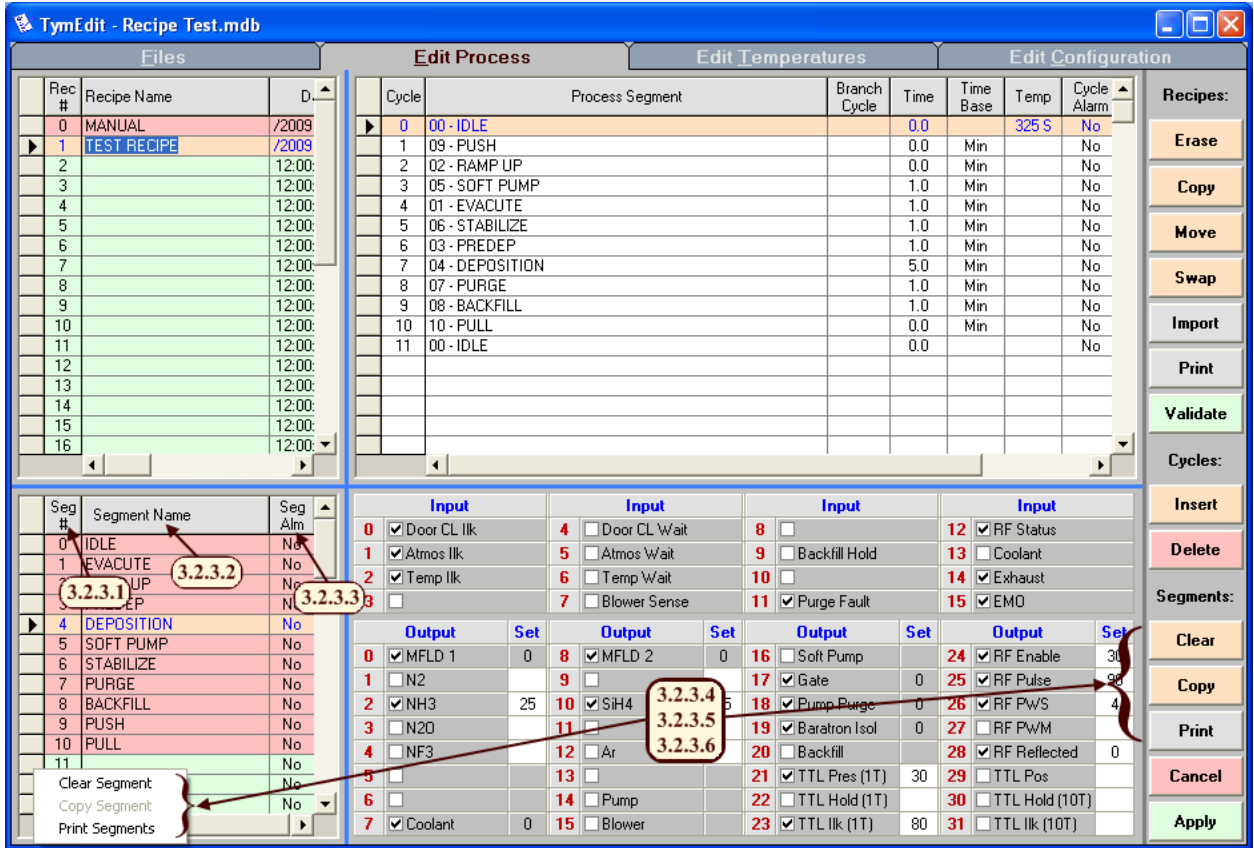 TymEdit - Recipe Test.mdb
Files Edit Process Edit Temperatures Edit Configuration
Rec # Recipe Name D.
0 MANUAL /2009
1 TEST RECIPE /2009
2 12:00:
3 12:00:
4 12:00:
5 12:00:
6 12:00:
7 12:00:
8 12:00:
9 12:00:
10 12:00:
11 12:00:
12 12:00:
13 12:00:
14 12:00:
15 12:00:
16 12:00:
Cycle Process Segment Branch Cycle Time Time Base Temp Cycle Alarm
0 00 - IDLE 0.0 325 S No
1 09 - PUSH 0.0 Min No
2 02 - RAMP UP 0.0 Min No
3 05 - SOFT PUMP 1.0 Min No
4 01 - EVACUTE 1.0 Min No
5 06 - STABILIZE 1.0 Min No
6 03 - PREDEP 1.0 Min No
7 04 - DEPOSITION 5.0 Min No
8 07 - PURGE 1.0 Min No
9 08 - BACKFILL 1.0 Min No
10 10 - PULL 0.0 Min No
11 00 - IDLE 0.0 No
Recipes:
Erase
Copy
Move
Swap
Import
Print
Validate
Cycles:
Insert
Delete
Segments:
Clear
Copy
Print
Cancel
Apply
Seg # Segment Name Seg Alm
0 IDLE No
1 EVACUTE
3.2.3.2
UP
3.2.3.1
3.2.3.3
EP
4 DEPOSITION No
5 SOFT PUMP No
6 STABILIZE No
7 PURGE No
8 BACKFILL No
9 PUSH No
10 PULL No
11 No
Clear Segment
Copy Segment No
Print Segments
Input Input Input Input
0 Door CL Ilk 4 Door CL Wait 8 12 RF Status
1 Atmos Ilk 5 Atmos Wait 9 Backfill Hold 13 Coolant
2 Temp Ilk 6 Temp Wait 10 14 Exhaust
3 7 Blower Sense 11 Purge Fault 15 EMO
Output Set Output Set Output Set Output Set
0 MFLD 1 0 8 MFLD 2 0 16 Soft Pump 24 RF Enable 30
1 N2 9 17 Gate 0 25 RF Pulse
2 NH3 25 10 SiH4 5 18 Pump Purge 0 26 RF PWS 4
3 N2O 11 19 Baratron Isol 0 27 RF PWM
4 NF3 12 Ar 20 Backfill 28 RF Reflected 0
5 13 21 TTL Pres (1T) 30 29 TTL Pos
6 14 Pump 22 TTL Hold (1T) 30 TTL Hold (10T)
7 Coolant 0 15 Blower 23 TTL Ilk (1T) 80 31 TTL Ilk (10T)
3.2.3.4
3.2.3.5
3.2.3.6